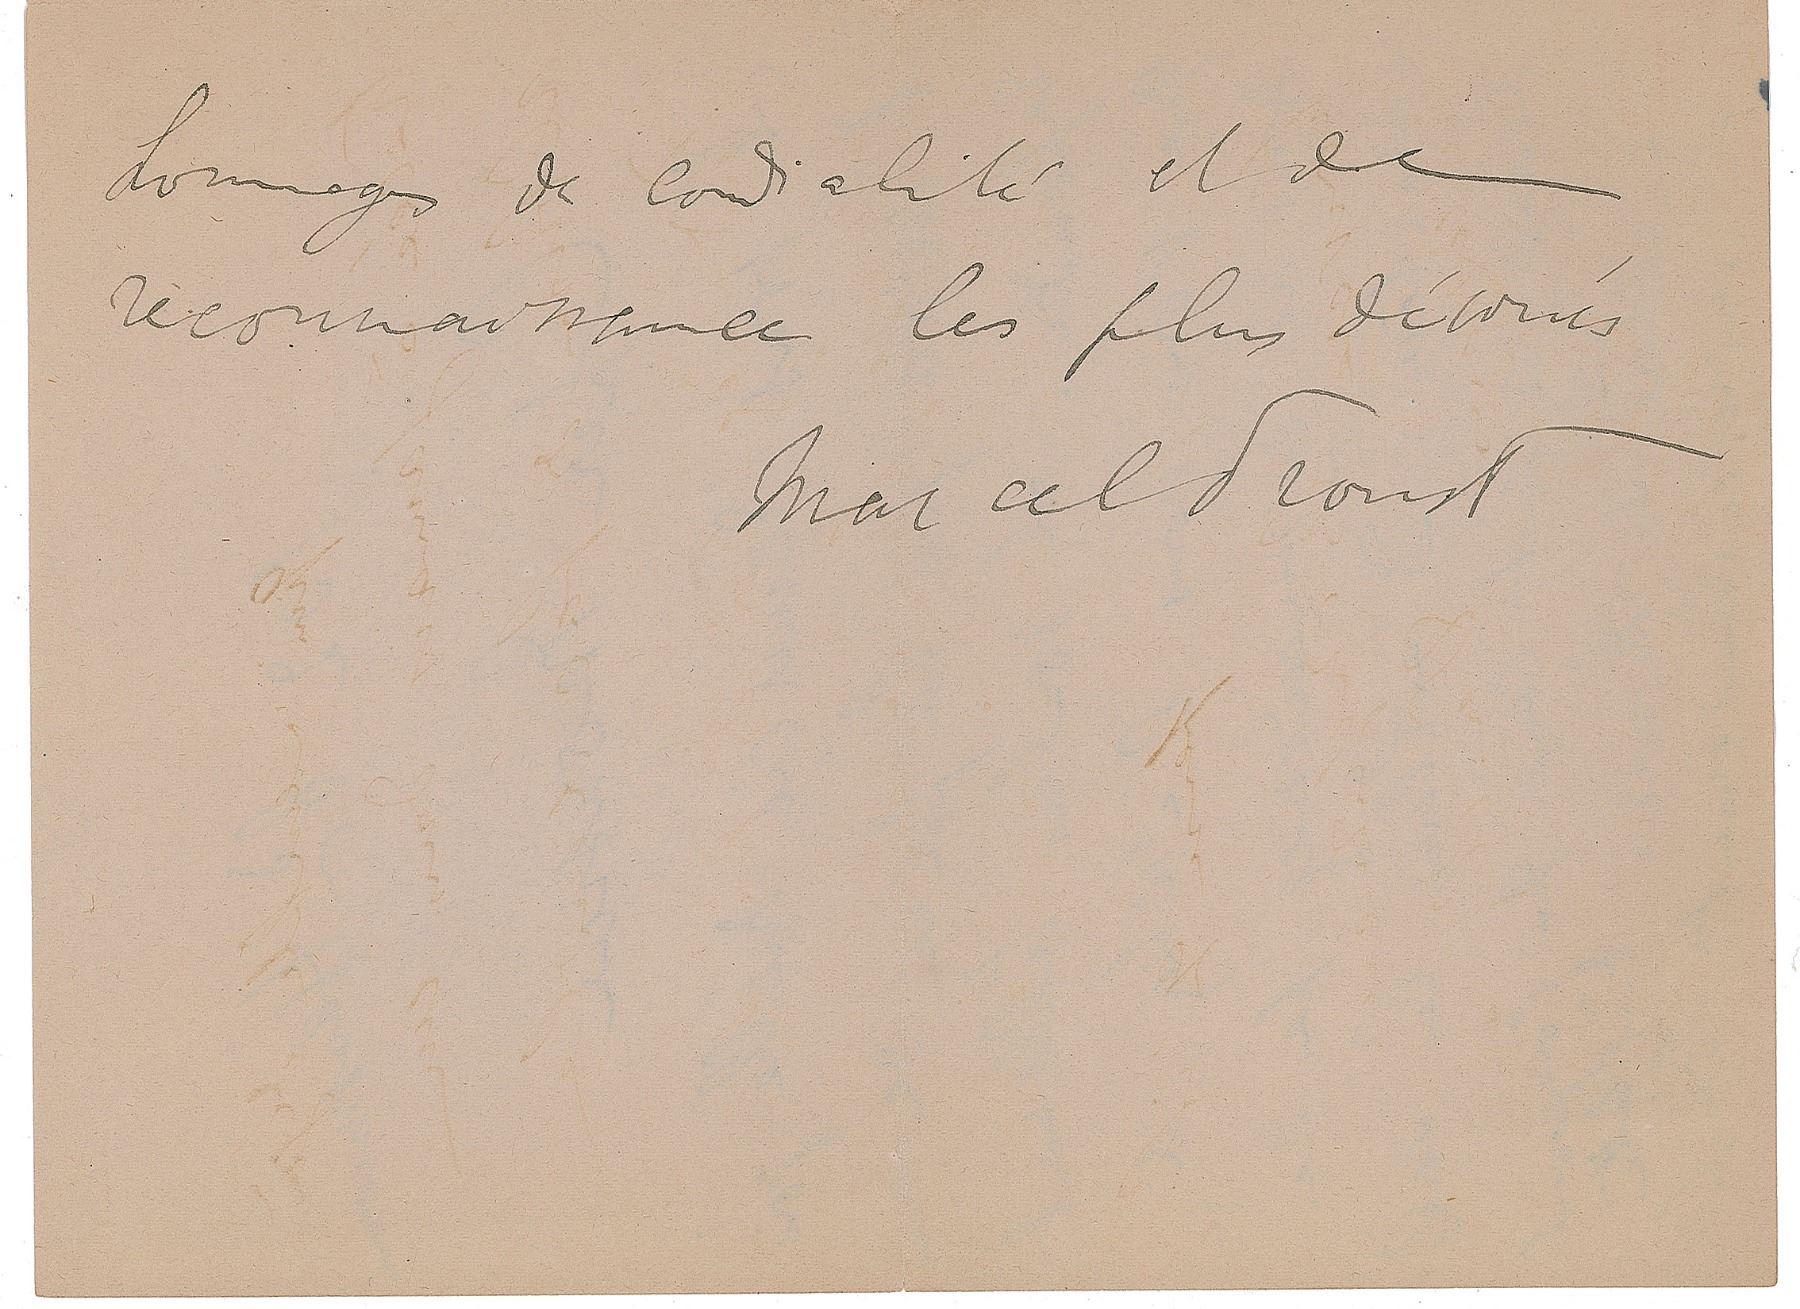 hommages de cordialité et de
reconnaissance les plus dévoués
Marcel Proust